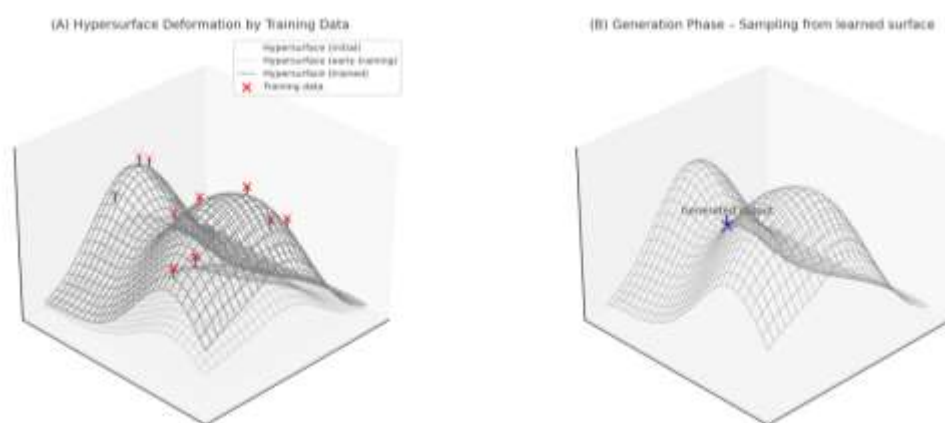 (A) Hypersurface Deformation by Training Data
Hypersurface (initial)
Hypersurface (early training)
Hypersurface (trained)
Training data
(B) Generation Phase – Sampling from learned surface
Generated output